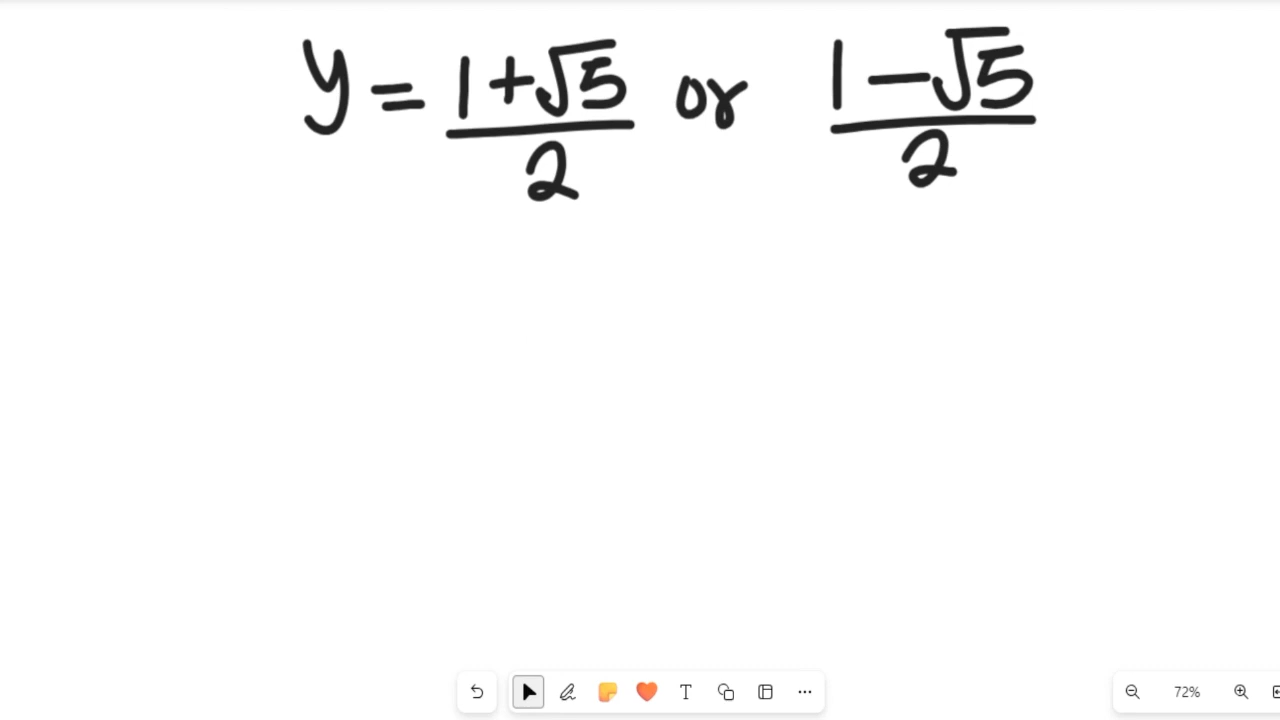 y = (1+√5)/2 or (1-√5)/2
T
72%